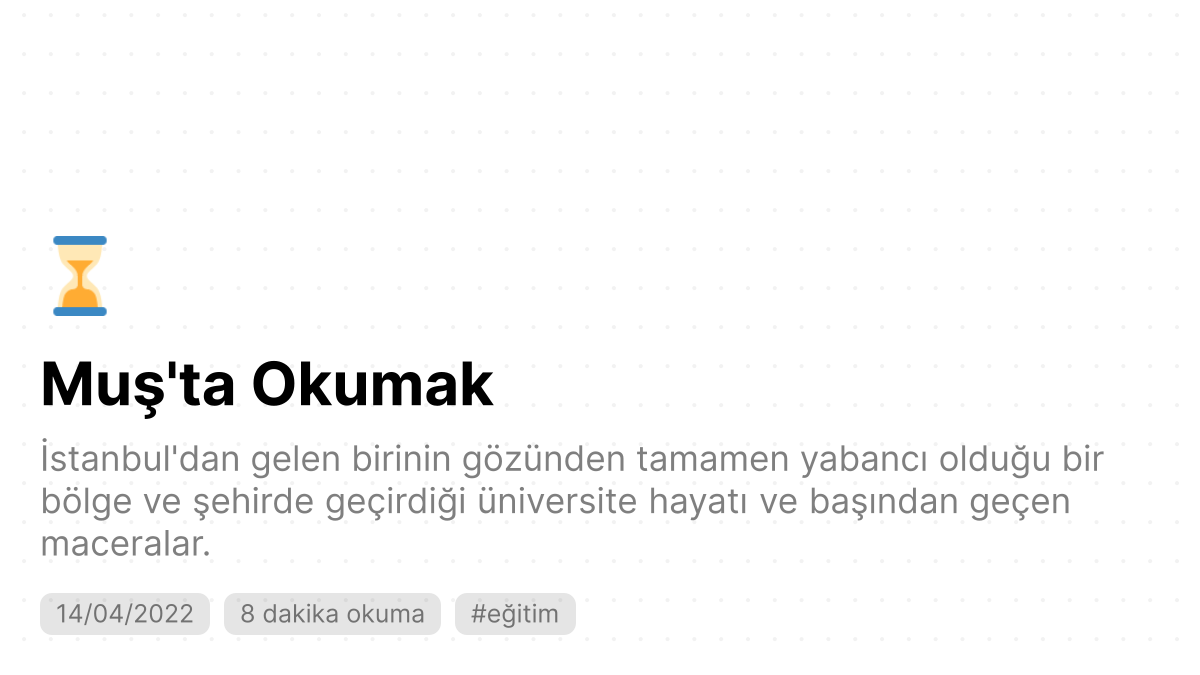 Muş'ta Okumak
İstanbul'dan gelen birinin gözünden tamamen yabancı olduğu bir
bölge ve şehirde geçirdiği üniversite hayatı ve başından geçen
maceralar.
14/04/2022 8 dakika okuma #eğitim